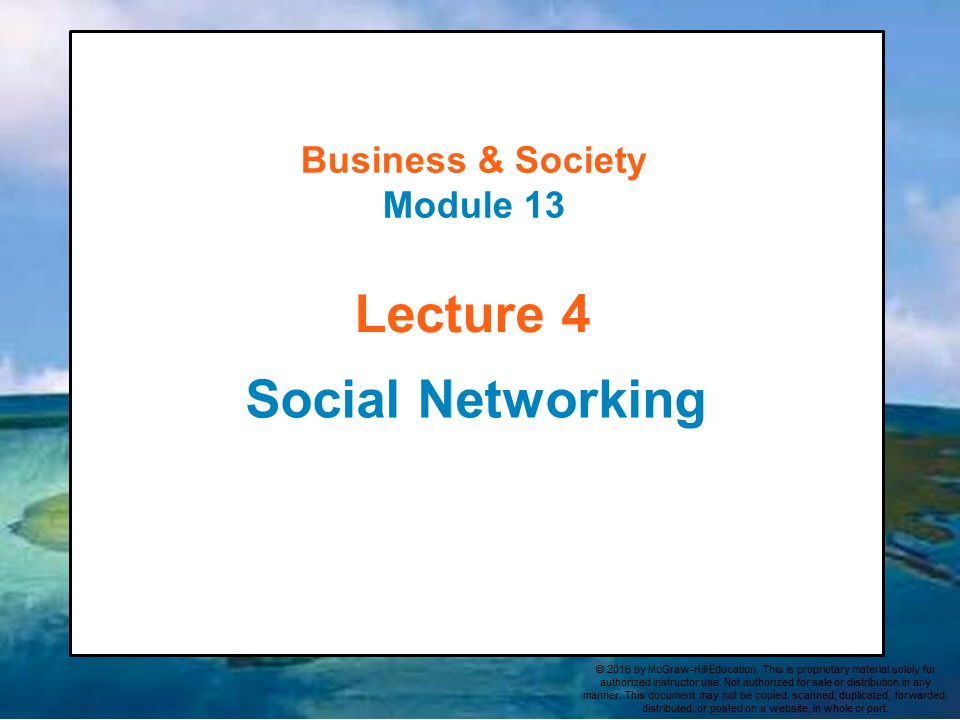 Business & Society
Module 13
Lecture 4
Social Networking
© 2016 by McGraw-Hill Education. This is proprietary material solely for
authorized instructor use. Not authorized for sale or distribution in any
manner. This document may not be copied, scanned, duplicated, forwarded,
distributed, or posted on a website, in whole or part.